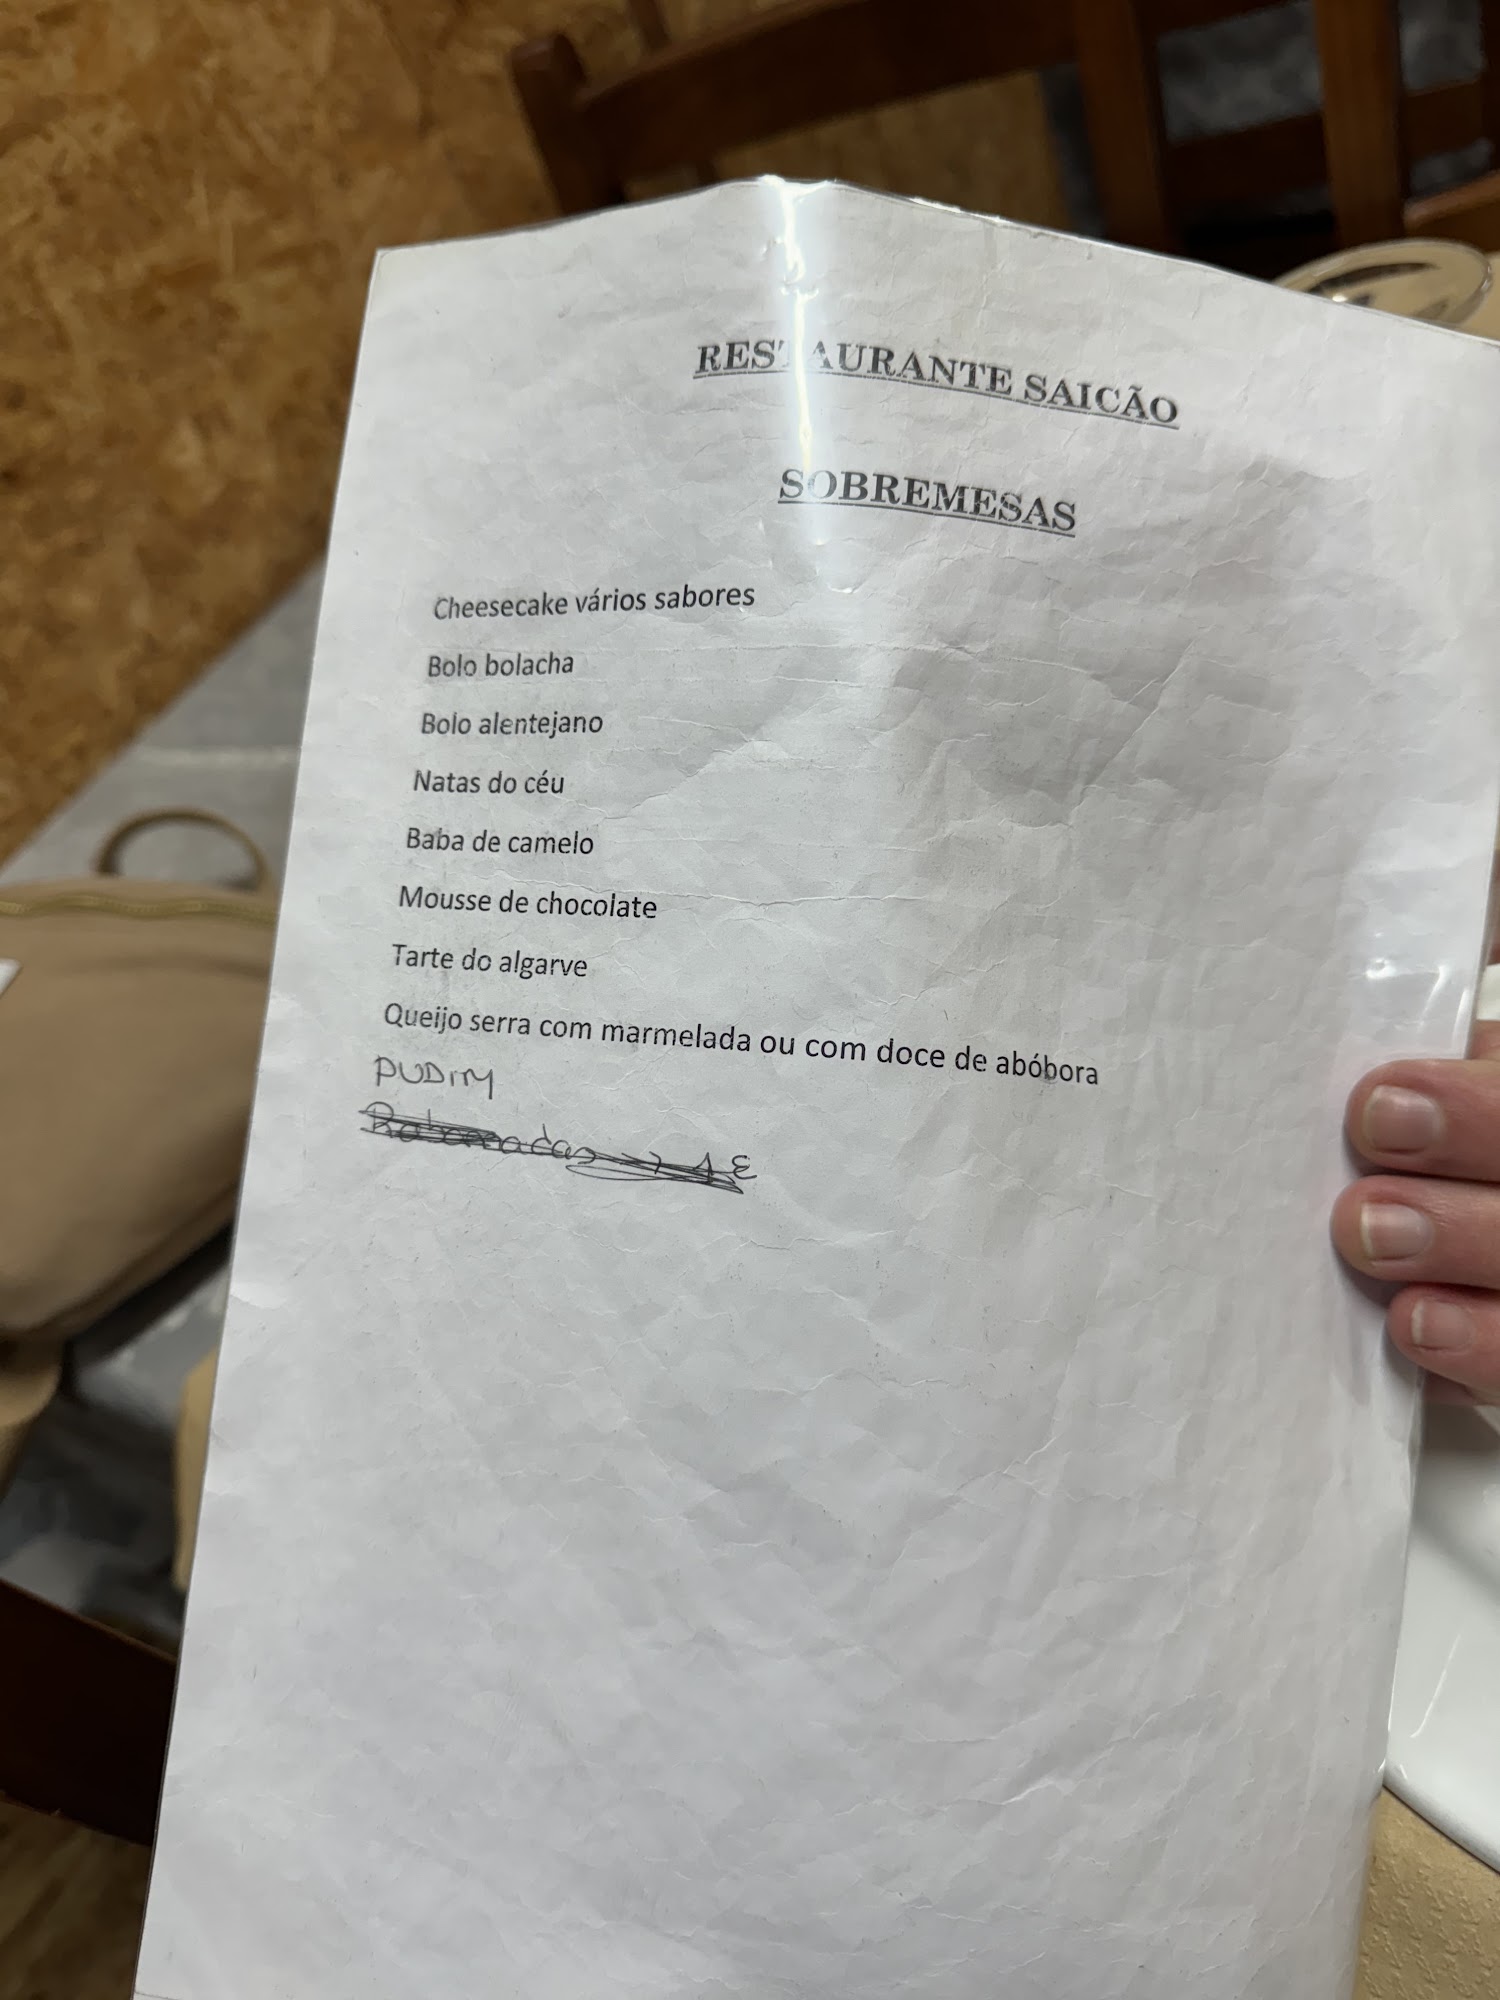 RESTAURANTE SAICÃO
SOBREMESAS
Cheesecake vários sabores
Bolo bolacha
Bolo alentejano
Natas do céu
Baba de camelo
Mousse de chocolate
Tarte do algarve
Queijo serra com marmelada ou com doce de abóbora
PUDIM